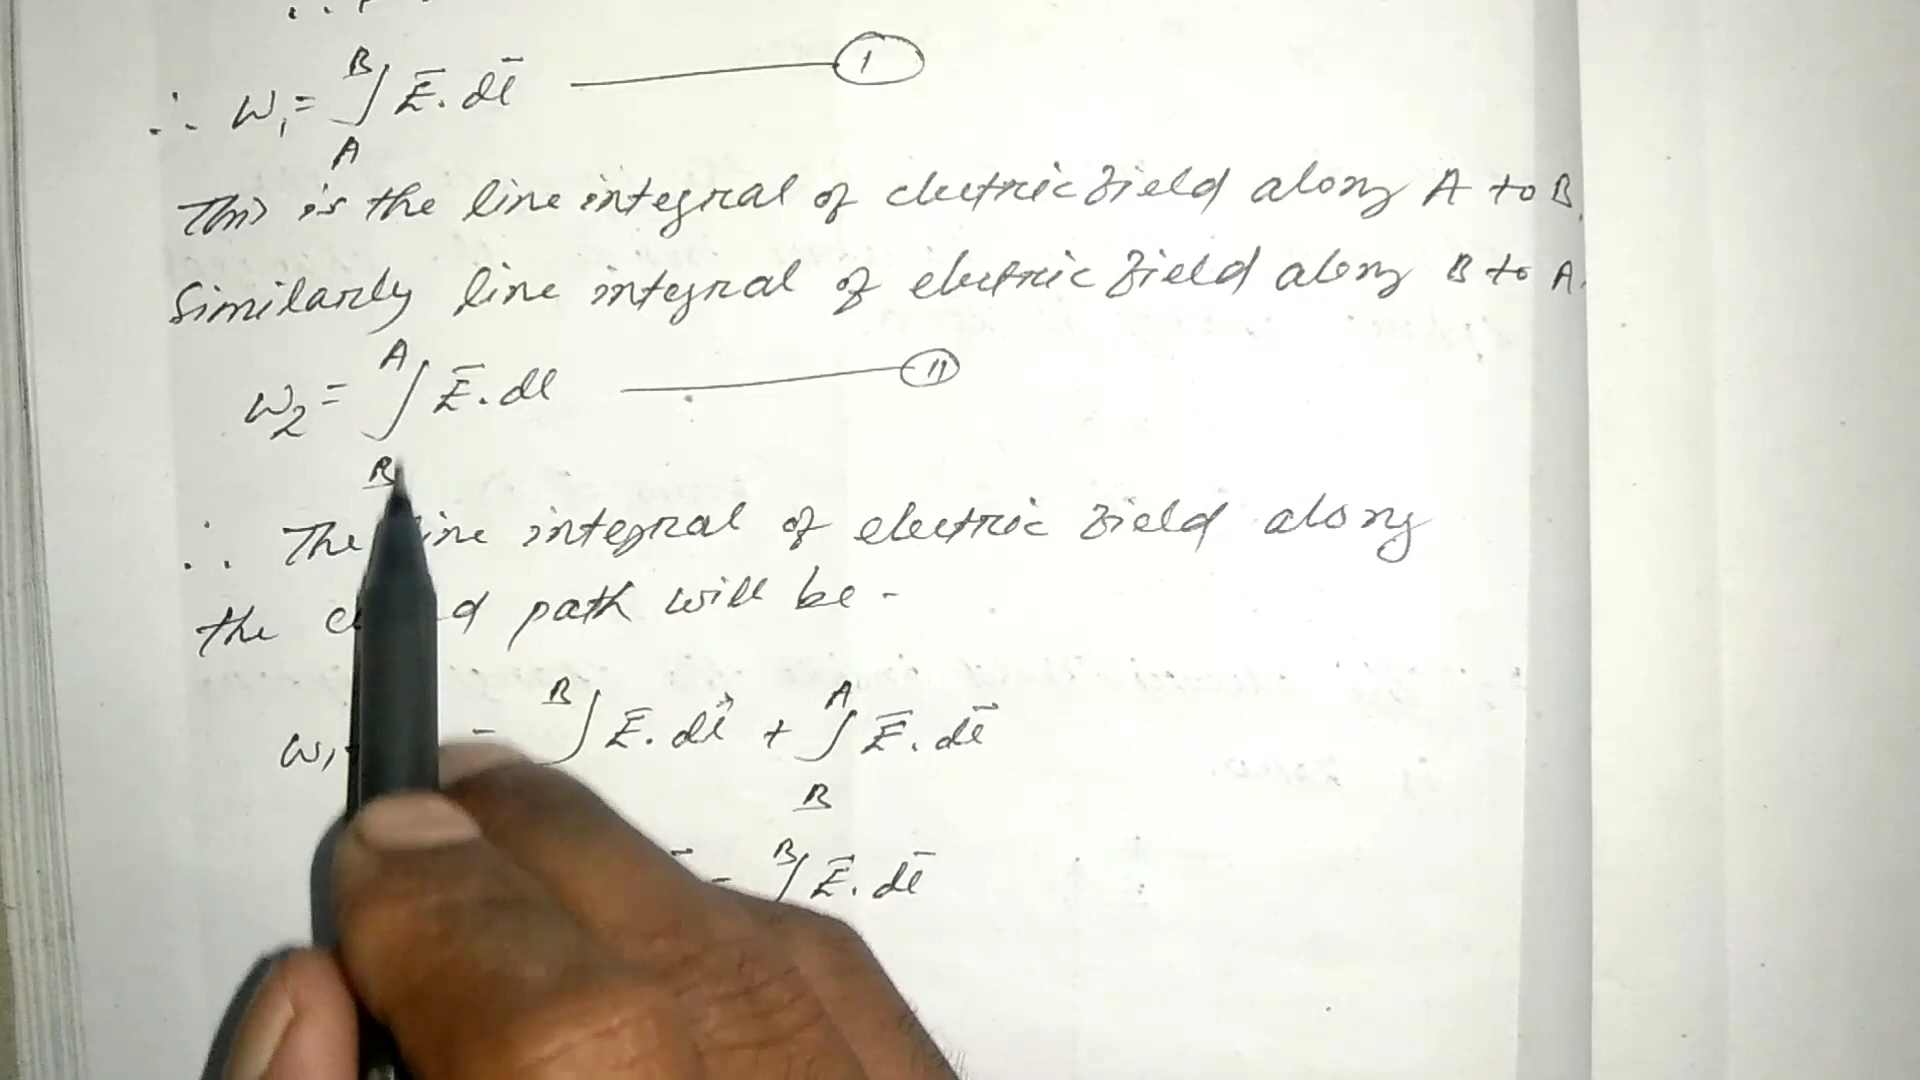 ∴ W₁ = ᴮ∫_A E̅. dl̅ ——— (1)
This is the line integral of electric field along A to B.
Similarly line integral of electric field along B to A.
W₂ = ᴬ∫_B E̅. dl ——— (11)
∴ The line integral of electric field along
the path will be -
W₁ = ᴮ∫ E̅. dl⃗ + ᴬ∫_B E̅. dl̅
- ᴮ∫ E̅. dl̅